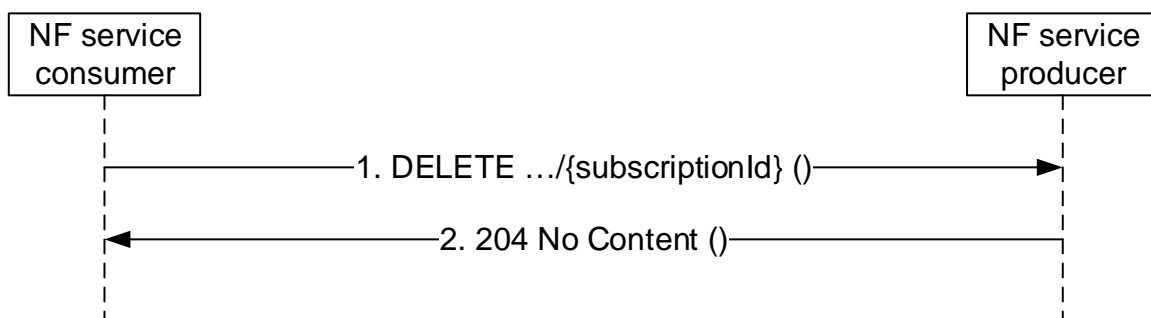 NF service
consumer
NF service
producer
1. DELETE …/{subscriptionId} ()
2. 204 No Content ()